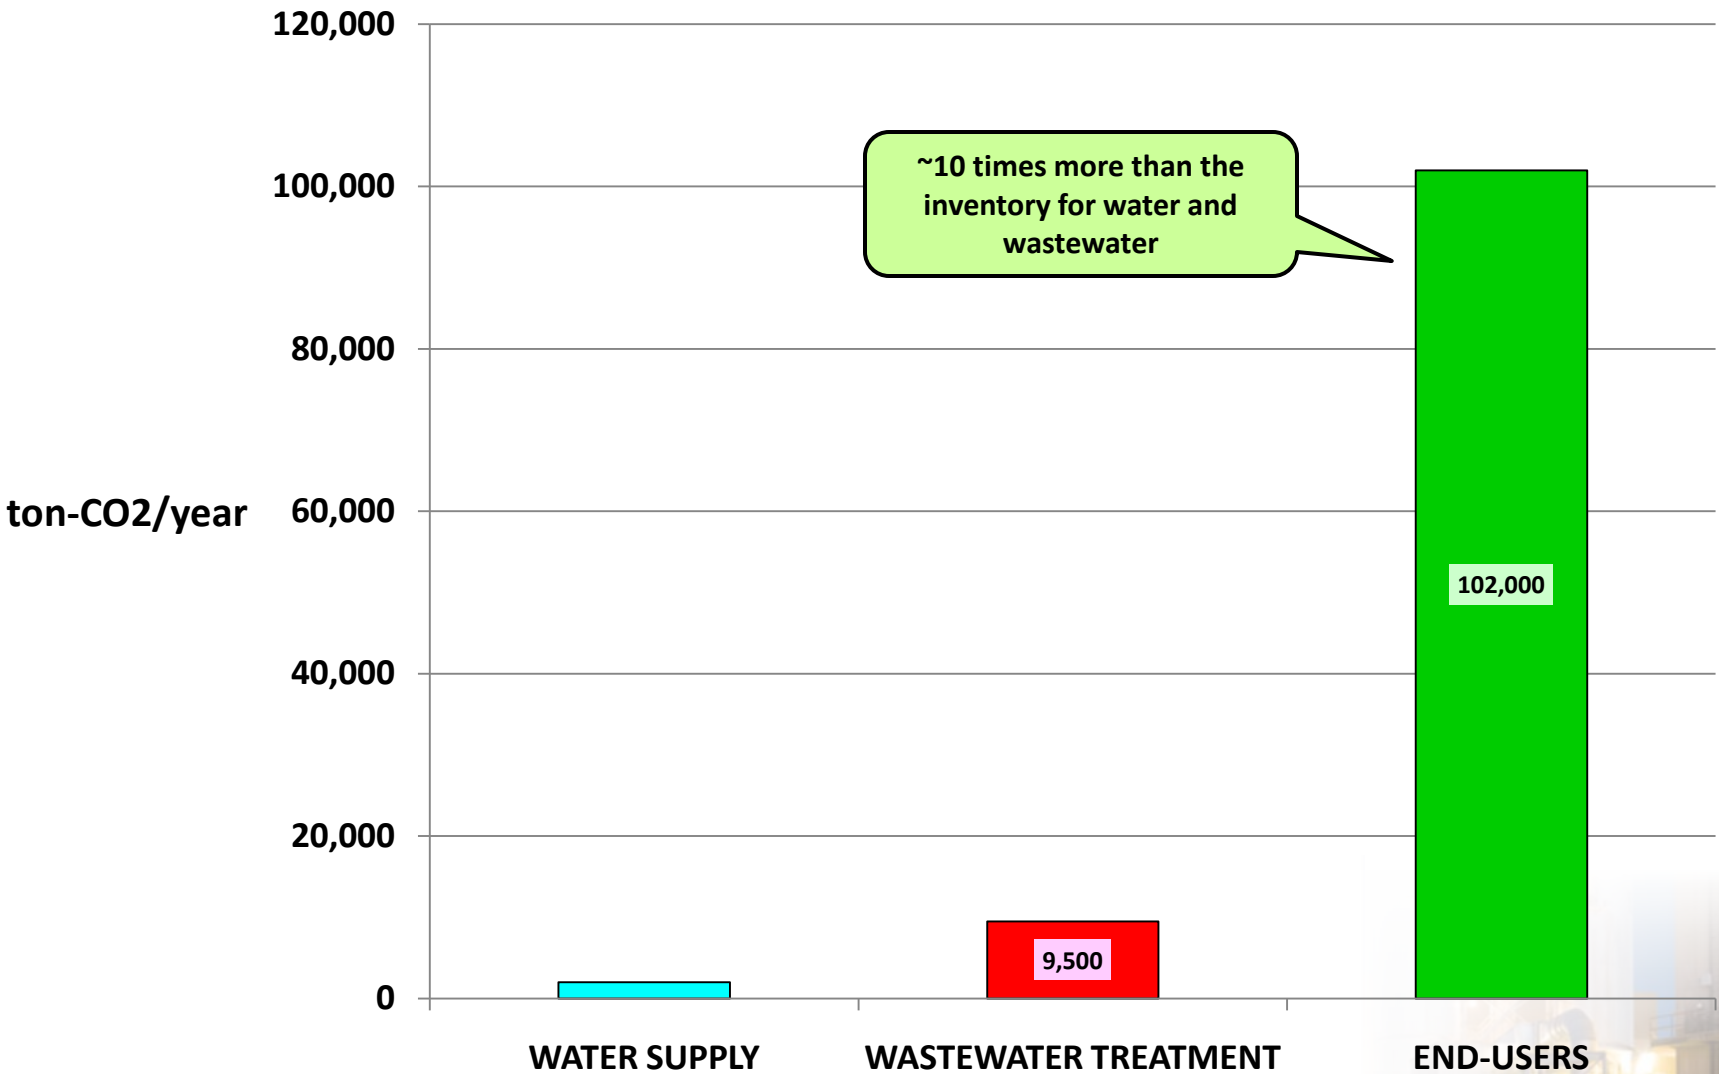 120,000
100,000
80,000
60,000
40,000
20,000
0
ton-CO2/year
~10 times more than the
inventory for water and
wastewater
102,000
9,500
WATER SUPPLY
WASTEWATER TREATMENT
END-USERS